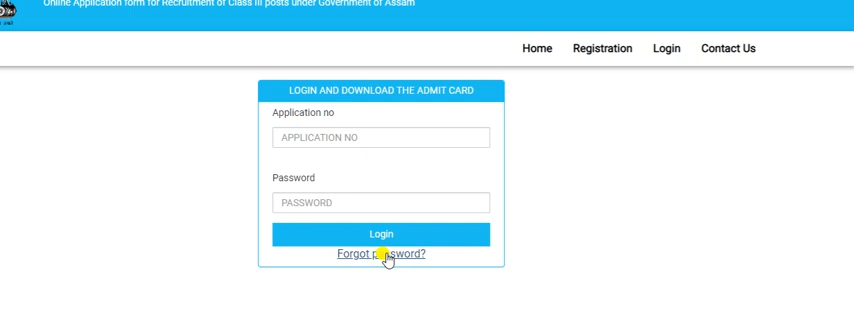 Online Application form for Recruitment of Class III posts under Government of Assam
Home Registration Login Contact Us
LOGIN AND DOWNLOAD THE ADMIT CARD
Application no
APPLICATION NO
Password
PASSWORD
Login
Forgot password?